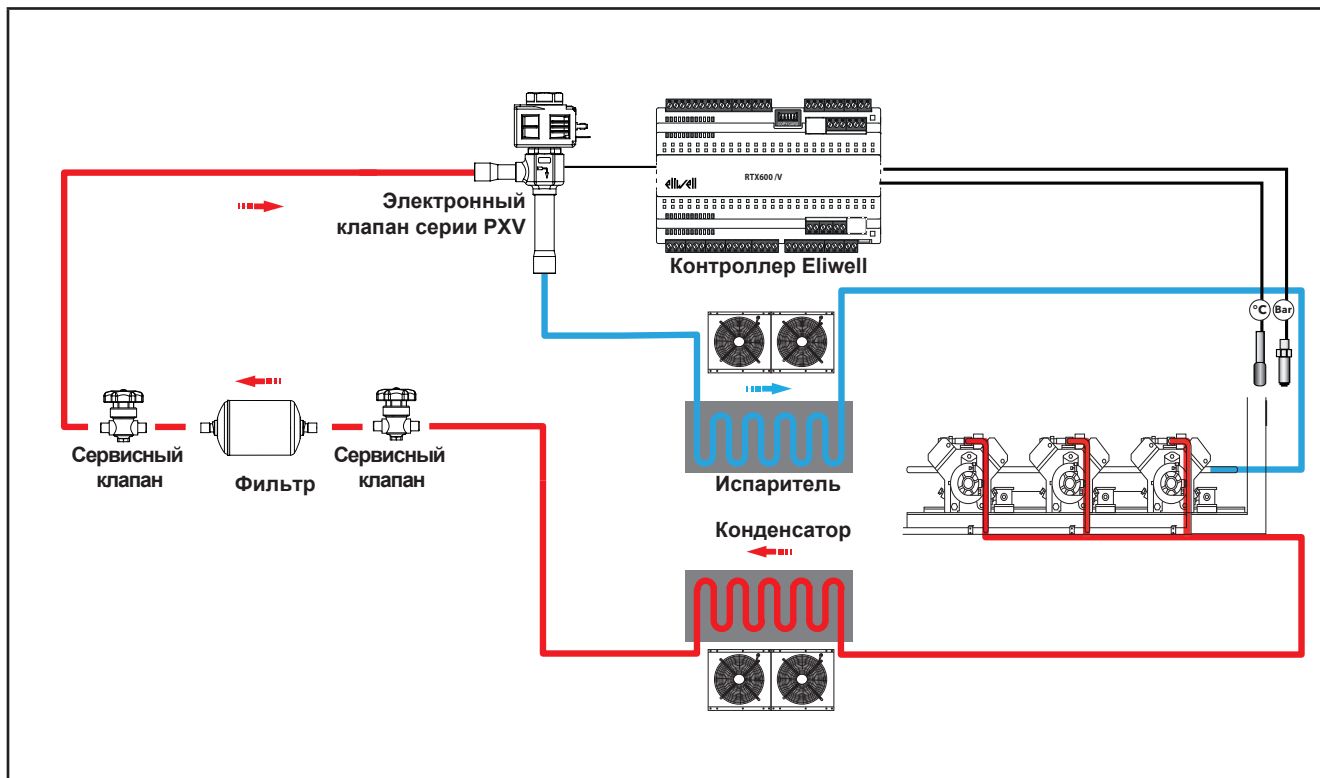 RTX600 /V
eliwell
Электронный
клапан серии PXV
Контроллер Eliwell
°C
Bar
Сервисный
клапан
Фильтр
Сервисный
клапан
Испаритель
Конденсатор